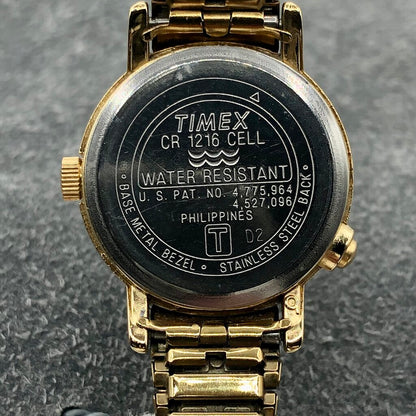 TIMEX
CR 1216 CELL
WATER RESISTANT
U.S. PAT. NO. 4,775,964
4,527,096
PHILIPPINES
T D2
• BASE METAL BEZEL • STAINLESS STEEL BACK •